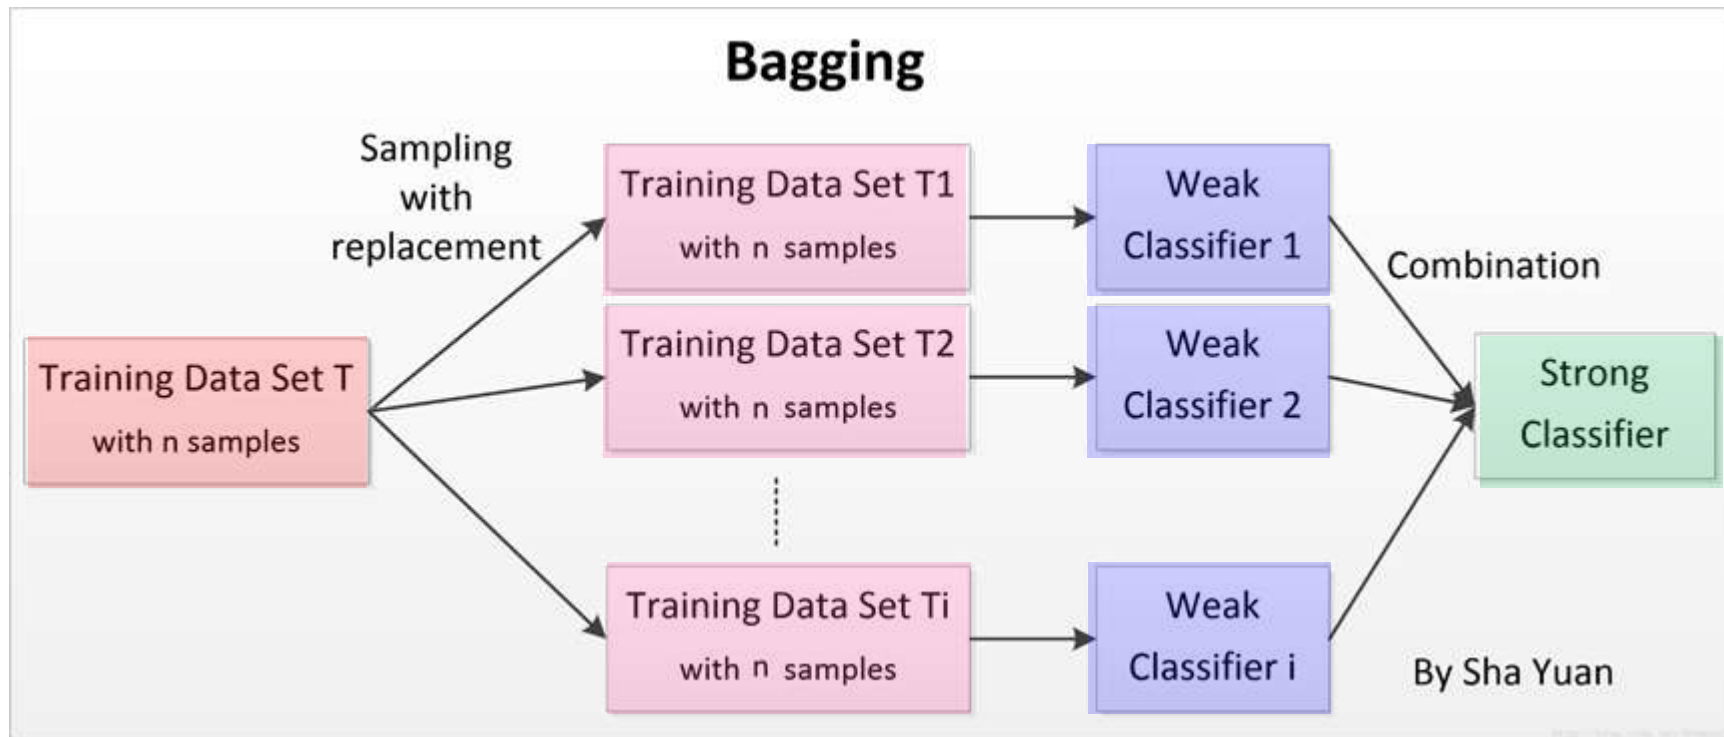 Bagging
Sampling
with
replacement
Training Data Set T
with n samples
Training Data Set T1
with n samples
Training Data Set T2
with n samples
Training Data Set Ti
with n samples
Weak
Classifier 1
Weak
Classifier 2
Weak
Classifier i
Combination
Strong
Classifier
By Sha Yuan